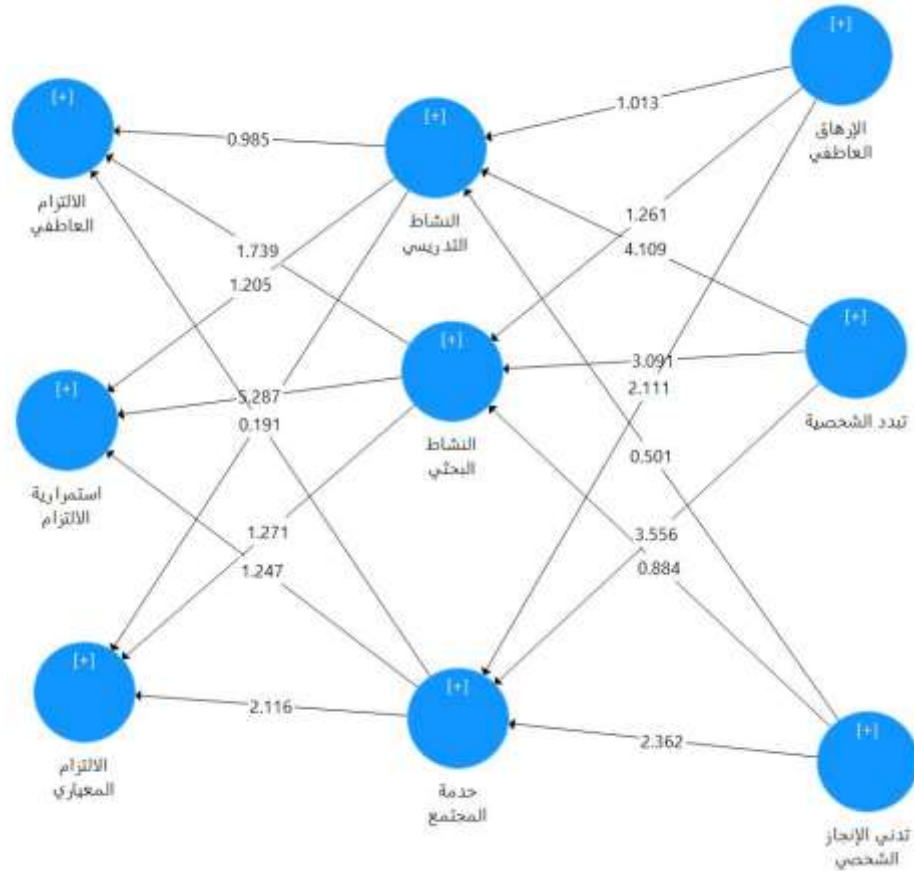 [+]
الإرهاق
العاطفي
[+]
الالتزام
العاطفي
[+]
النشاط
التدريسي
1.013
0.985
1.261
4.109
1.739
1.205
[+]
تبدد الشخصية
[+]
النشاط
البحثي
3.091
2.111
[+]
استمرارية
الالتزام
5.287
0.191
0.501
1.271
1.247
3.556
0.884
[+]
الالتزام
المعياري
[+]
خدمة
المجتمع
2.116
2.362
[+]
تدني الإنجاز
الشخصي